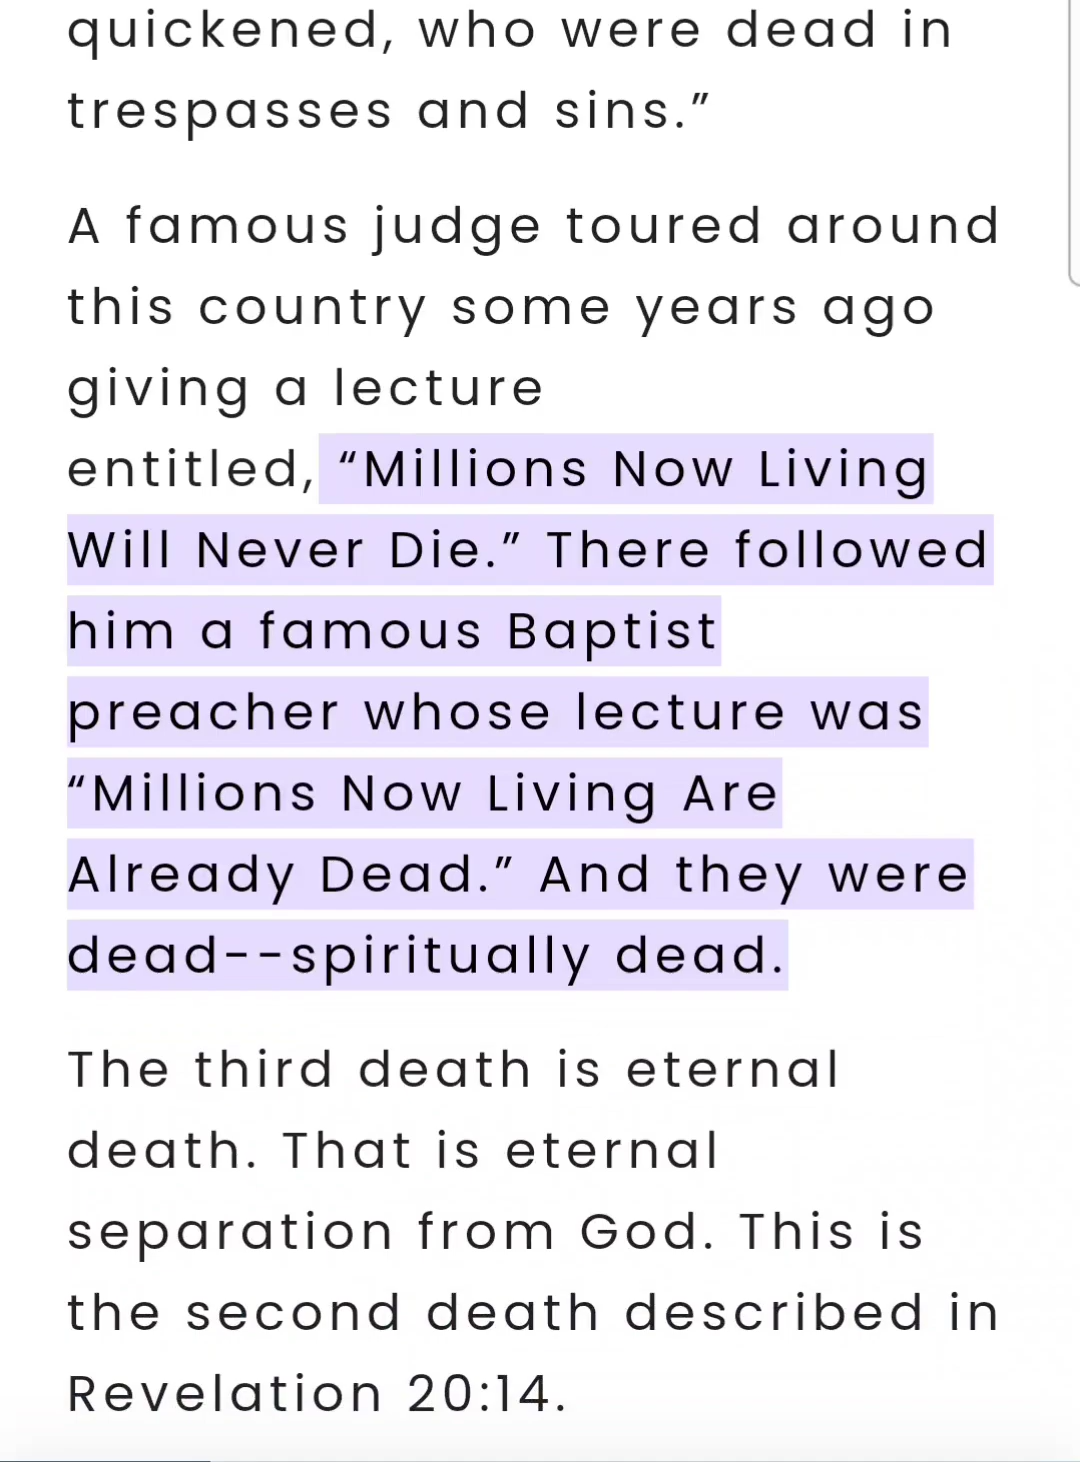 quickened, who were dead in
trespasses and sins.”
A famous judge toured around
this country some years ago
giving a lecture
entitled, “Millions Now Living
Will Never Die.” There followed
him a famous Baptist
preacher whose lecture was
“Millions Now Living Are
Already Dead.” And they were
dead--spiritually dead.
The third death is eternal
death. That is eternal
separation from God. This is
the second death described in
Revelation 20:14.